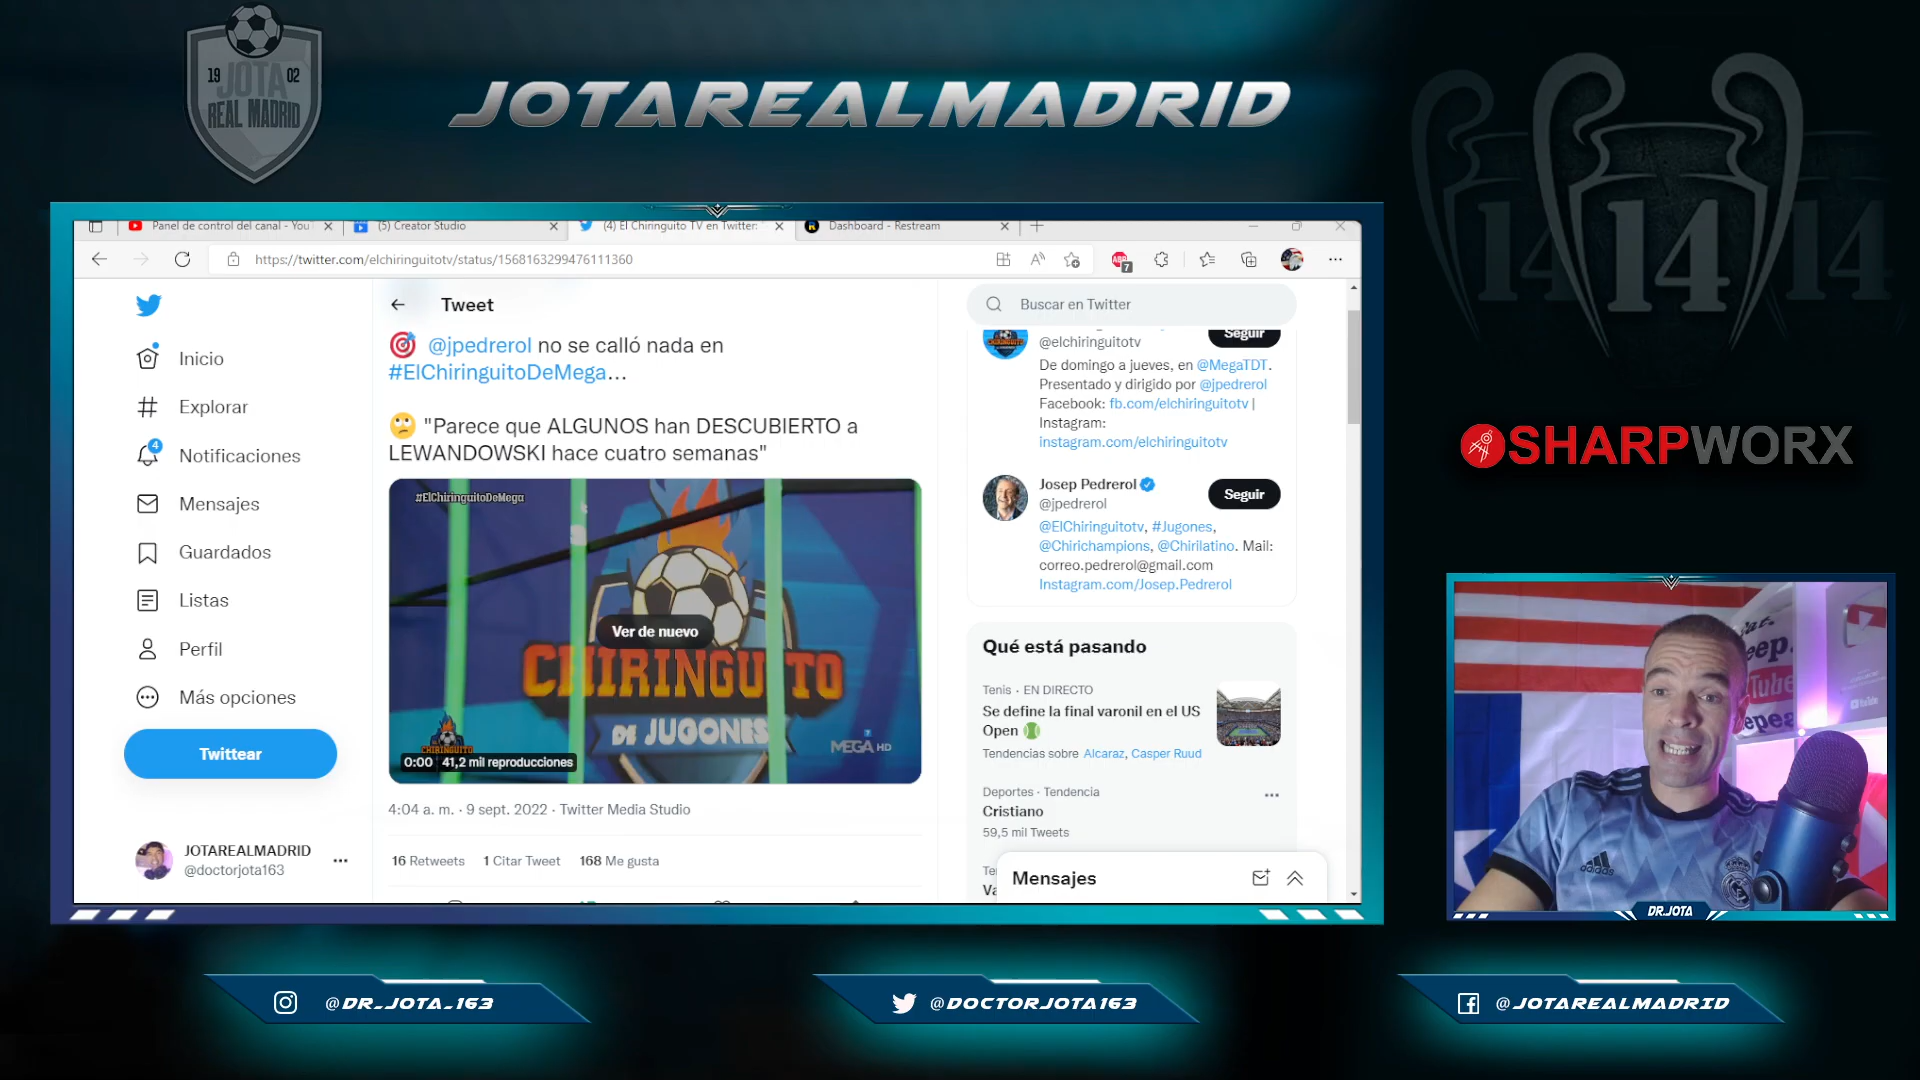 19 02
JOTA
REAL MADRID
JOTAREALMADRID
14 14 14
Panel de control del canal - You
(5) Creator Studio
(4) El Chiringuito TV en Twitter:
Dashboard - Restream
https://twitter.com/elchiringuitotv/status/1568163299476111360
ABP
7
Inicio
Explorar
4
Notificaciones
Mensajes
Guardados
Listas
Perfil
Más opciones
Twittear
JOTAREALMADRID
@doctorjota163
Tweet
@jpedrerol no se calló nada en
#ElChiringuitoDeMega...
"Parece que ALGUNOS han DESCUBIERTO a
LEWANDOWSKI hace cuatro semanas"
#ElChiringuitoDeMega
Ver de nuevo
CHIRINGUITO
DE JUGONES
CHIRINGUITO
MEGA HD
0:00 41,2 mil reproducciones
4:04 a. m. · 9 sept. 2022 · Twitter Media Studio
16 Retweets 1 Citar Tweet 168 Me gusta
Buscar en Twitter
@elchiringuitotv
Seguir
De domingo a jueves, en @MegaTDT.
Presentado y dirigido por @jpedrerol
Facebook: fb.com/elchiringuitotv |
Instagram:
instagram.com/elchiringuitotv
Josep Pedrerol
@jpedrerol
Seguir
@ElChiringuitotv, #Jugones,
@Chirichampions, @Chirilatino. Mail:
correo.pedrerol@gmail.com
Instagram.com/Josep.Pedrerol
Qué está pasando
Tenis · EN DIRECTO
Se define la final varonil en el US
Open
Tendencias sobre Alcaraz, Casper Ruud
Deportes · Tendencia
Cristiano
59,5 mil Tweets
Mensajes
SHARPWORX
adidas
DR.JOTA
@DR_JOTA_163
@DOCTORJOTA163
@JOTAREALMADRID